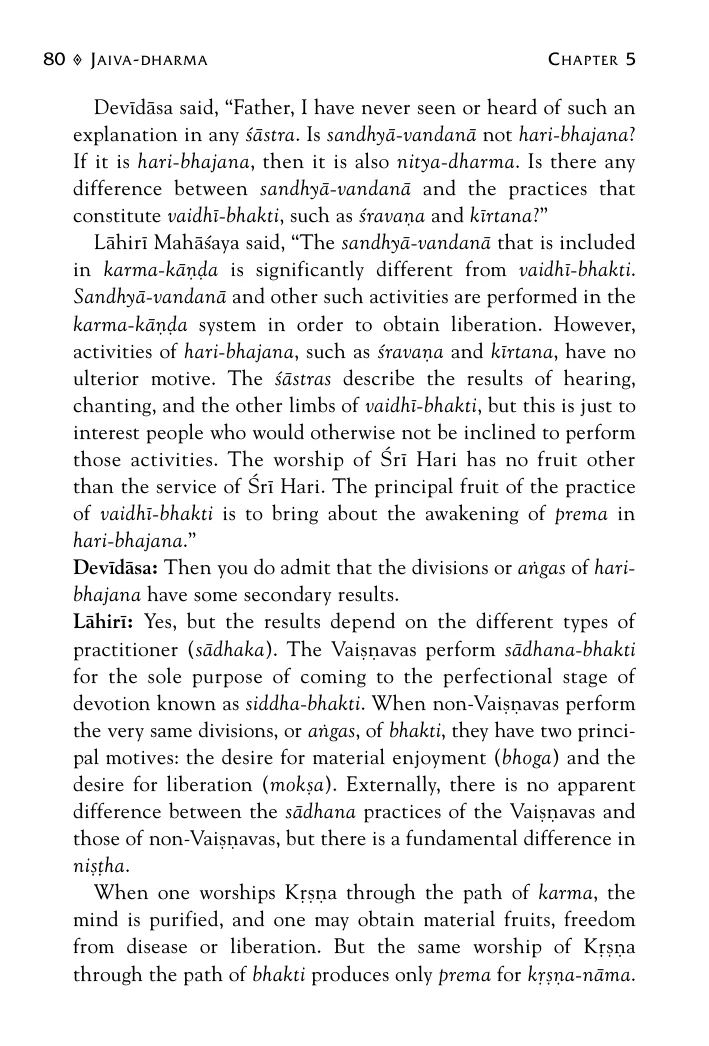 80 ◊ JAIVA-DHARMA CHAPTER 5
Devīdāsa said, “Father, I have never seen or heard of such an
explanation in any śāstra. Is sandhyā-vandanā not hari-bhajana?
If it is hari-bhajana, then it is also nitya-dharma. Is there any
difference between sandhyā-vandanā and the practices that
constitute vaidhī-bhakti, such as śravaṇa and kīrtana?”
Lāhirī Mahāśaya said, “The sandhyā-vandanā that is included
in karma-kāṇḍa is significantly different from vaidhī-bhakti.
Sandhyā-vandanā and other such activities are performed in the
karma-kāṇḍa system in order to obtain liberation. However,
activities of hari-bhajana, such as śravaṇa and kīrtana, have no
ulterior motive. The śāstras describe the results of hearing,
chanting, and the other limbs of vaidhī-bhakti, but this is just to
interest people who would otherwise not be inclined to perform
those activities. The worship of Śrī Hari has no fruit other
than the service of Śrī Hari. The principal fruit of the practice
of vaidhī-bhakti is to bring about the awakening of prema in
hari-bhajana.”
Devīdāsa: Then you do admit that the divisions or aṅgas of hari-
bhajana have some secondary results.
Lāhirī: Yes, but the results depend on the different types of
practitioner (sādhaka). The Vaiṣṇavas perform sādhana-bhakti
for the sole purpose of coming to the perfectional stage of
devotion known as siddha-bhakti. When non-Vaiṣṇavas perform
the very same divisions, or aṅgas, of bhakti, they have two princi-
pal motives: the desire for material enjoyment (bhoga) and the
desire for liberation (mokṣa). Externally, there is no apparent
difference between the sādhana practices of the Vaiṣṇavas and
those of non-Vaiṣṇavas, but there is a fundamental difference in
niṣṭha.
When one worships Kṛṣṇa through the path of karma, the
mind is purified, and one may obtain material fruits, freedom
from disease or liberation. But the same worship of Kṛṣṇa
through the path of bhakti produces only prema for kṛṣṇa-nāma.